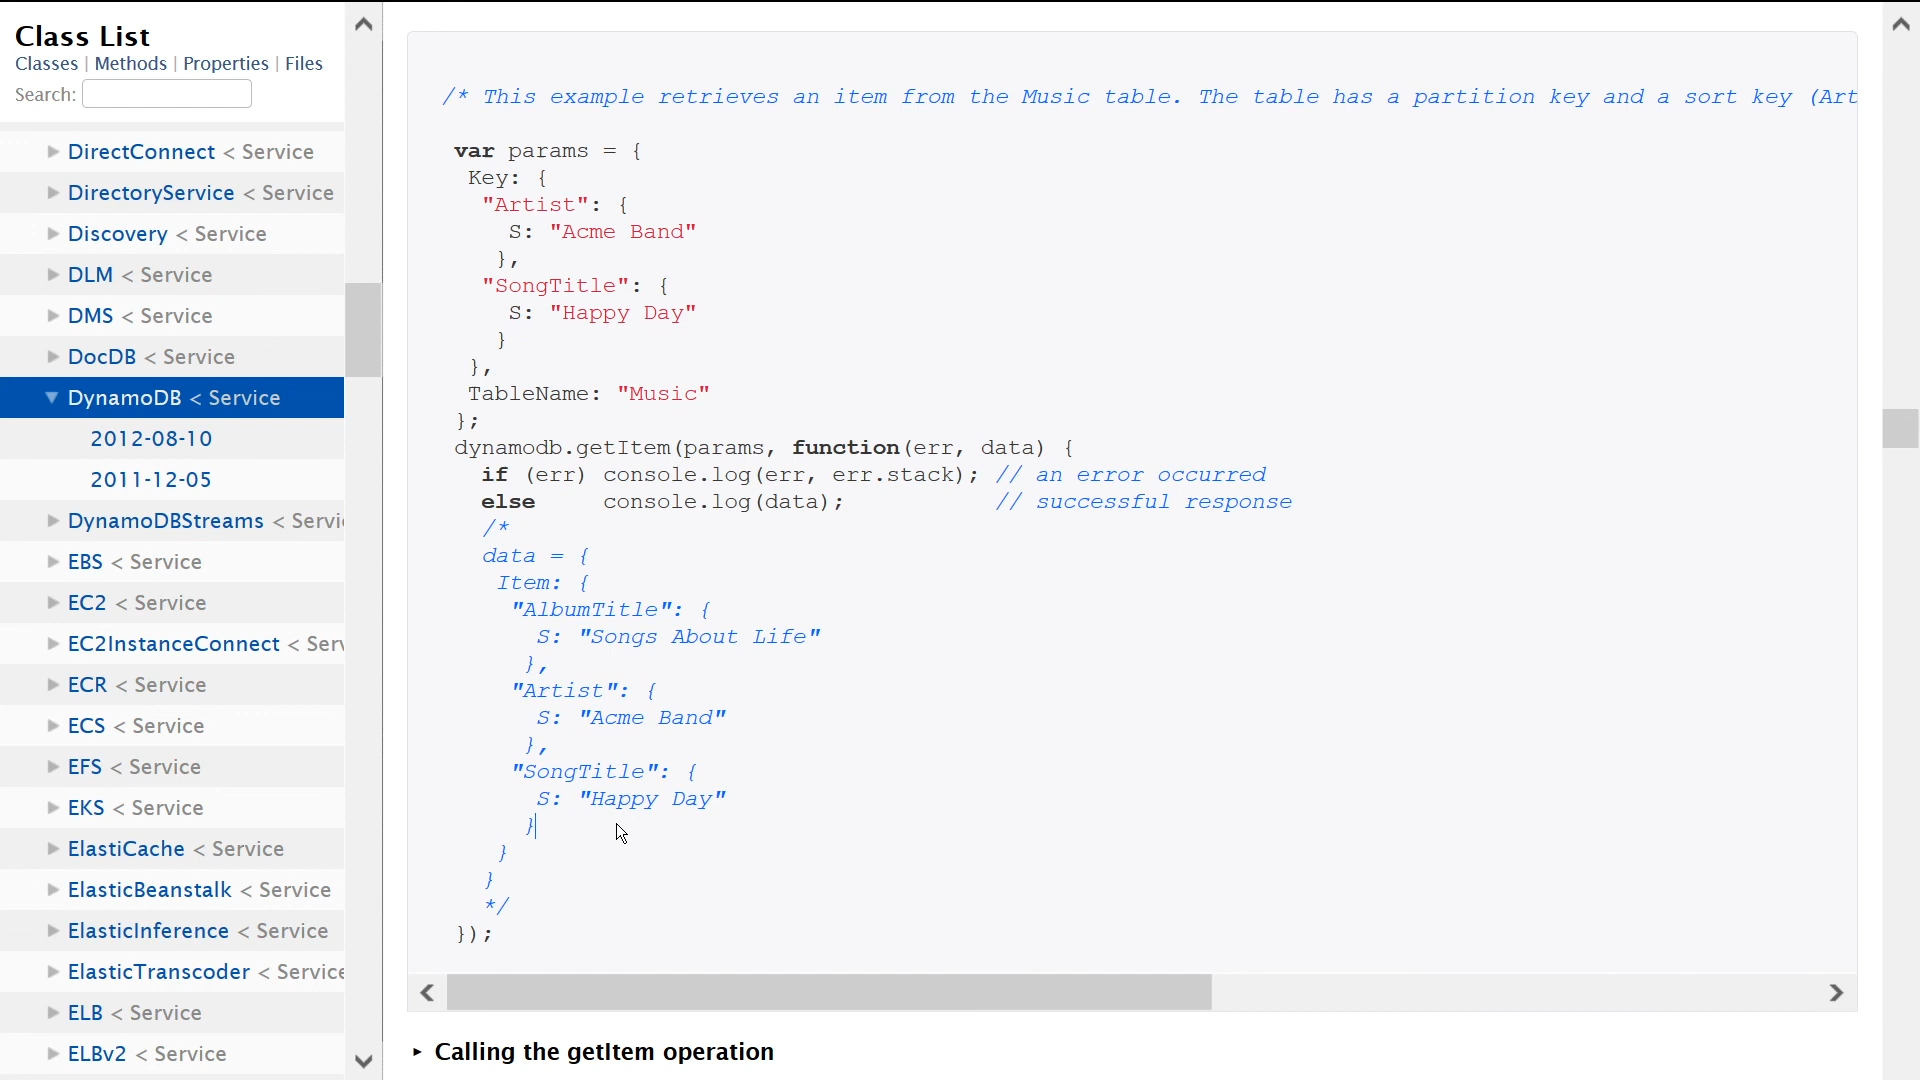 Class List
Classes | Methods | Properties | Files
Search:
DirectConnect < Service
DirectoryService < Service
Discovery < Service
DLM < Service
DMS < Service
DocDB < Service
DynamoDB < Service
2012-08-10
2011-12-05
DynamoDBStreams < Servi
EBS < Service
EC2 < Service
EC2InstanceConnect < Serv
ECR < Service
ECS < Service
EFS < Service
EKS < Service
ElastiCache < Service
ElasticBeanstalk < Service
ElasticInference < Service
ElasticTranscoder < Service
ELB < Service
ELBv2 < Service
/* This example retrieves an item from the Music table. The table has a partition key and a sort key (Art
var params = {
Key: {
"Artist": {
S: "Acme Band"
},
"SongTitle": {
S: "Happy Day"
}
},
TableName: "Music"
};
dynamodb.getItem(params, function(err, data) {
if (err) console.log(err, err.stack); // an error occurred
else     console.log(data);           // successful response
/*
data = {
Item: {
"AlbumTitle": {
S: "Songs About Life"
},
"Artist": {
S: "Acme Band"
},
"SongTitle": {
S: "Happy Day"
}
}
}
*/
});
Calling the getItem operation